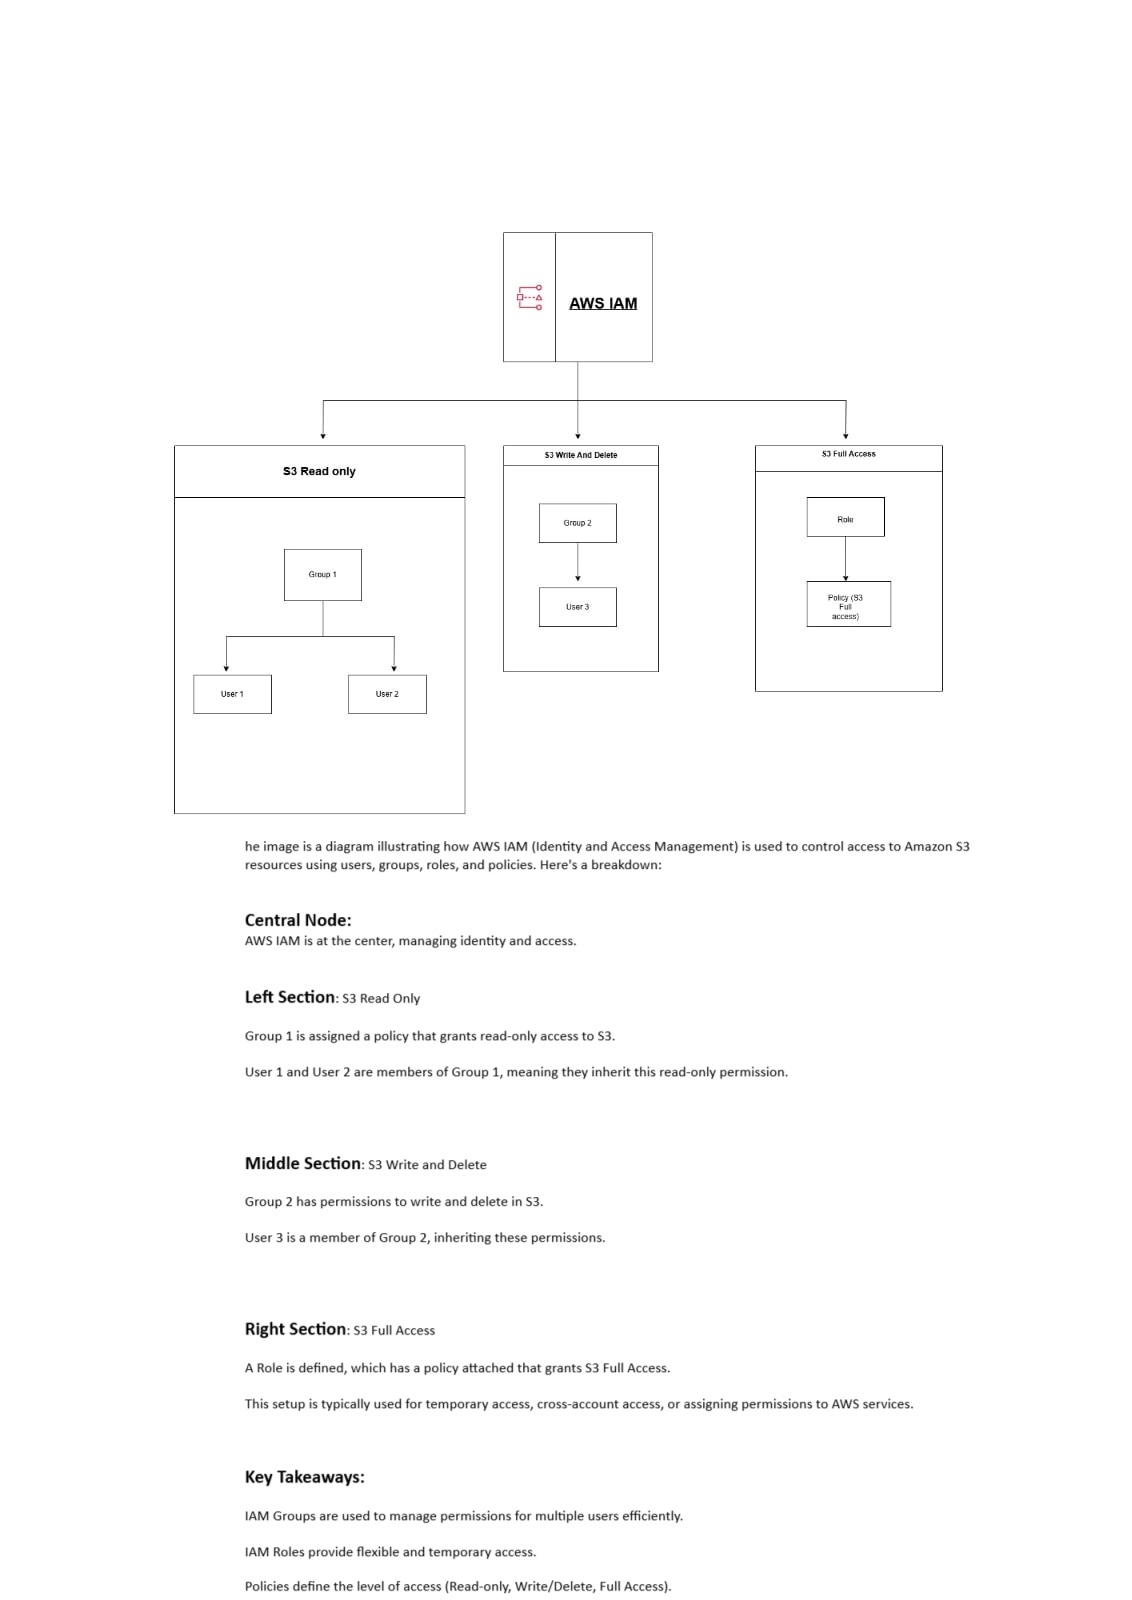 AWS IAM
S3 Read only
Group 1
User 1
User 2
S3 Write And Delete
Group 2
User 3
S3 Full Access
Role
Policy (S3
Full
access)
he image is a diagram illustrating how AWS IAM (Identity and Access Management) is used to control access to Amazon S3
resources using users, groups, roles, and policies. Here's a breakdown:
Central Node:
AWS IAM is at the center, managing identity and access.
Left Section: S3 Read Only
Group 1 is assigned a policy that grants read-only access to S3.
User 1 and User 2 are members of Group 1, meaning they inherit this read-only permission.
Middle Section: S3 Write and Delete
Group 2 has permissions to write and delete in S3.
User 3 is a member of Group 2, inheriting these permissions.
Right Section: S3 Full Access
A Role is defined, which has a policy attached that grants S3 Full Access.
This setup is typically used for temporary access, cross-account access, or assigning permissions to AWS services.
Key Takeaways:
IAM Groups are used to manage permissions for multiple users efficiently.
IAM Roles provide flexible and temporary access.
Policies define the level of access (Read-only, Write/Delete, Full Access).